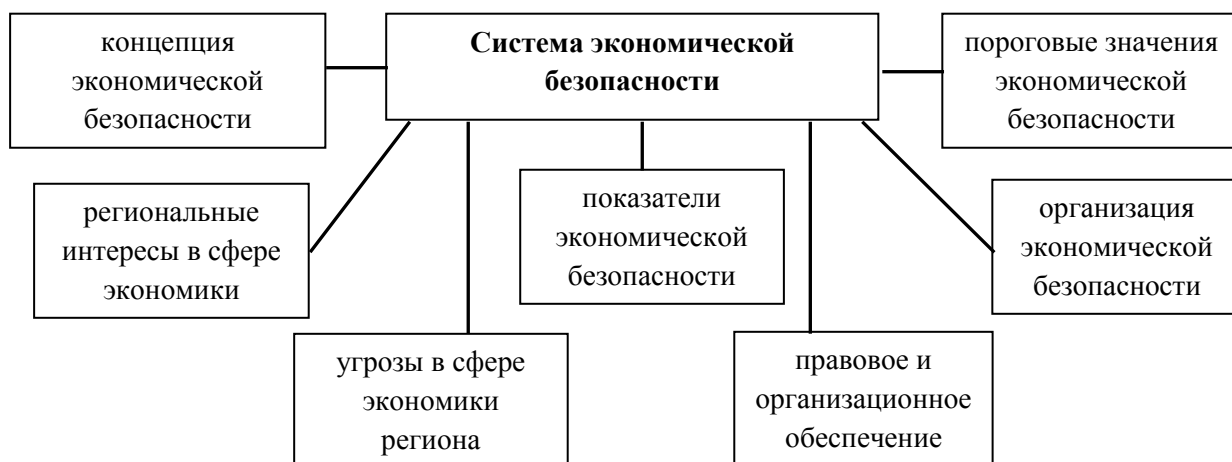 концепция
экономической
безопасности
Система экономической
безопасности
пороговые значения
экономической
безопасности
региональные
интересы в сфере
экономики
показатели
экономической
безопасности
организация
экономической
безопасности
угрозы в сфере
экономики
региона
правовое и
организационное
обеспечение